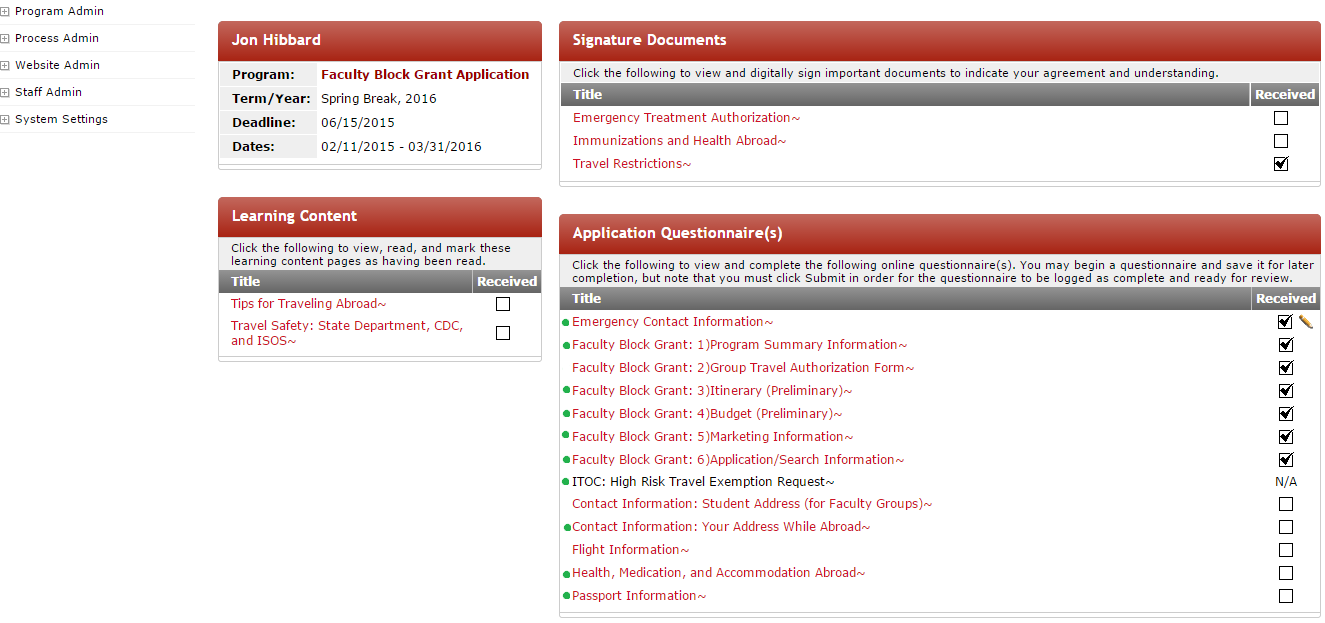 Program Admin
Process Admin
Website Admin
Staff Admin
System Settings
Jon Hibbard
Program: Faculty Block Grant Application
Term/Year: Spring Break, 2016
Deadline: 06/15/2015
Dates: 02/11/2015 - 03/31/2016
Learning Content
Click the following to view, read, and mark these
learning content pages as having been read.
Title Received
Tips for Traveling Abroad~
Travel Safety: State Department, CDC,
and ISOS~
Signature Documents
Click the following to view and digitally sign important documents to indicate your agreement and understanding.
Title Received
Emergency Treatment Authorization~
Immunizations and Health Abroad~
Travel Restrictions~
Application Questionnaire(s)
Click the following to view and complete the following online questionnaire(s). You may begin a questionnaire and save it for later
completion, but note that you must click Submit in order for the questionnaire to be logged as complete and ready for review.
Title Received
Emergency Contact Information~
Faculty Block Grant: 1)Program Summary Information~
Faculty Block Grant: 2)Group Travel Authorization Form~
Faculty Block Grant: 3)Itinerary (Preliminary)~
Faculty Block Grant: 4)Budget (Preliminary)~
Faculty Block Grant: 5)Marketing Information~
Faculty Block Grant: 6)Application/Search Information~
ITOC: High Risk Travel Exemption Request~ N/A
Contact Information: Student Address (for Faculty Groups)~
Contact Information: Your Address While Abroad~
Flight Information~
Health, Medication, and Accommodation Abroad~
Passport Information~